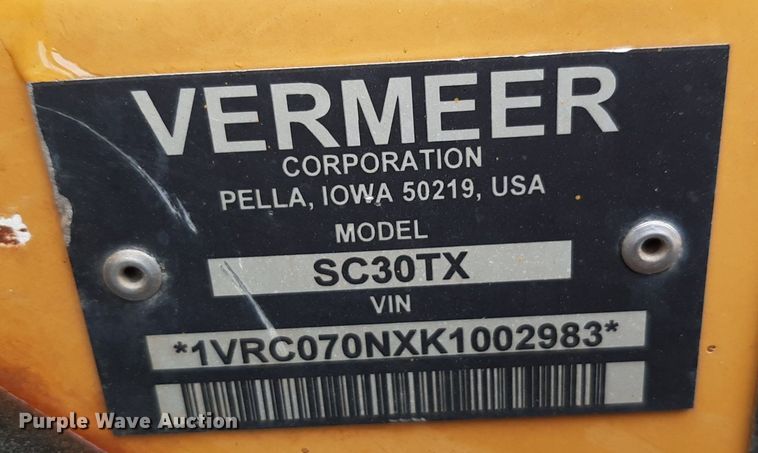 VERMEER
CORPORATION
PELLA, IOWA 50219, USA
MODEL
SC30TX
VIN
*1VRC070NXK1002983*
Purple Wave Auction